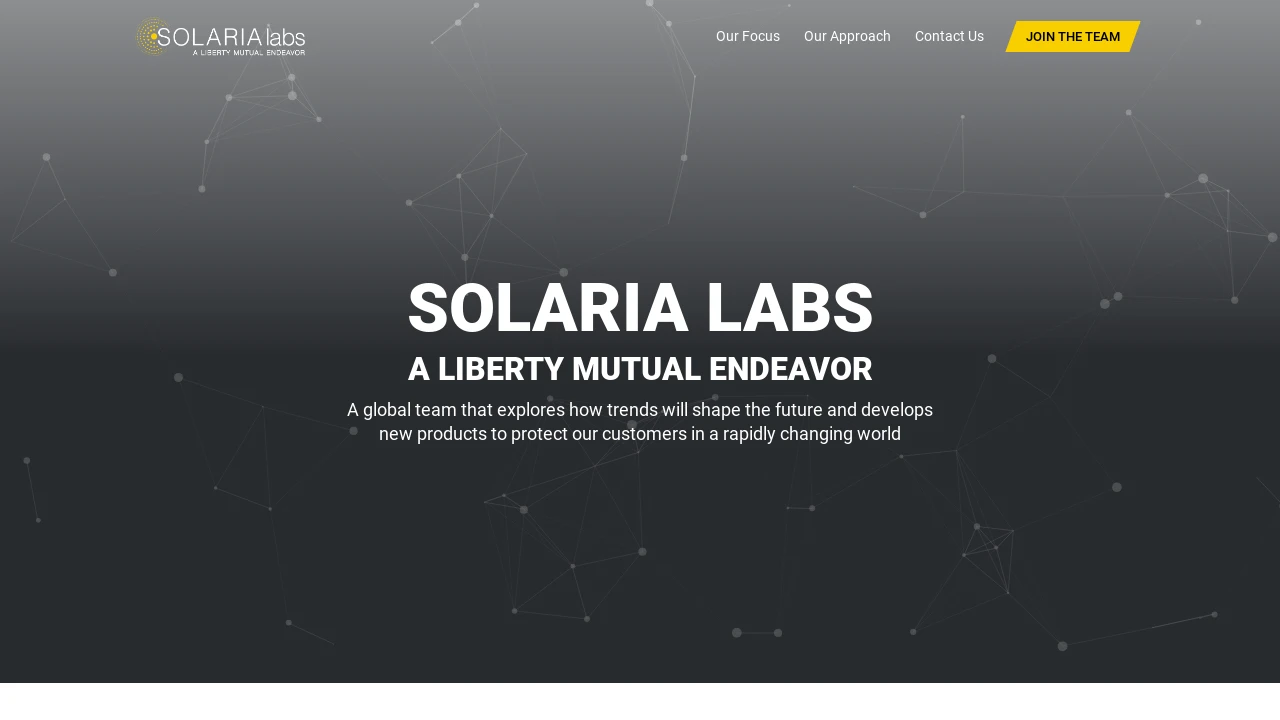 SOLARIA labs
A LIBERTY MUTUAL ENDEAVOR
Our Focus
Our Approach
Contact Us
JOIN THE TEAM
SOLARIA LABS
A LIBERTY MUTUAL ENDEAVOR
A global team that explores how trends will shape the future and develops
new products to protect our customers in a rapidly changing world